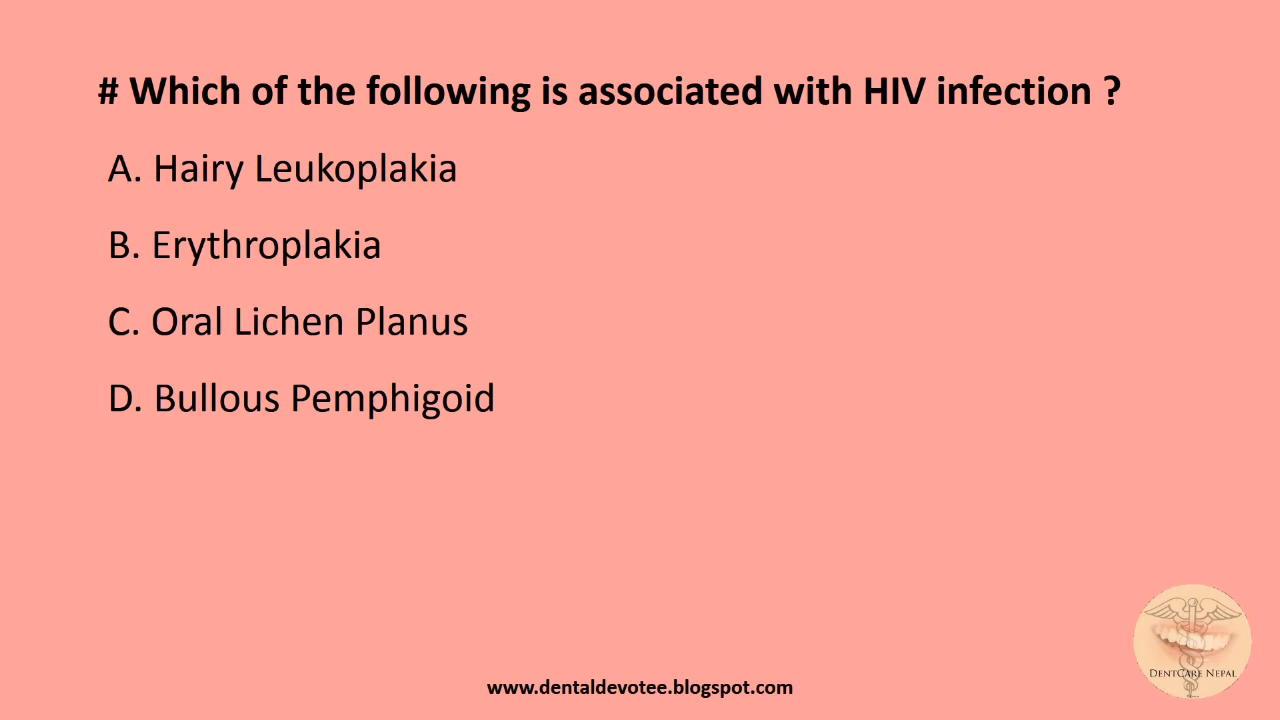 # Which of the following is associated with HIV infection ?
A. Hairy Leukoplakia
B. Erythroplakia
C. Oral Lichen Planus
D. Bullous Pemphigoid
DentCare Nepal
www.dentaldevotee.blogspot.com